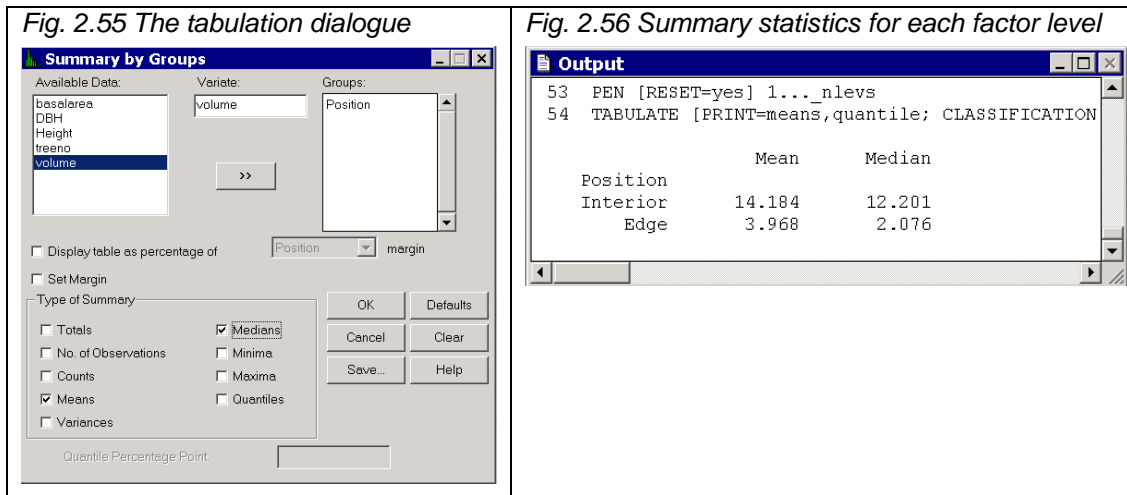 Fig. 2.55 The tabulation dialogue
Summary by Groups
Available Data:
Variate:
Groups:
basalarea
DBH
Height
treeno
volume
volume
>>
Position
Display table as percentage of
Position
margin
Set Margin
Type of Summary
Totals
No. of Observations
Counts
Means
Variances
Medians
Minima
Maxima
Quantiles
OK
Defaults
Cancel
Clear
Save...
Help
Quantile Percentage Point:
Fig. 2.56 Summary statistics for each factor level
Output
53 PEN [RESET=yes] 1..._nlevs
54 TABULATE [PRINT=means,quantile; CLASSIFICATION
Mean Median
Position
Interior 14.184 12.201
Edge 3.968 2.076